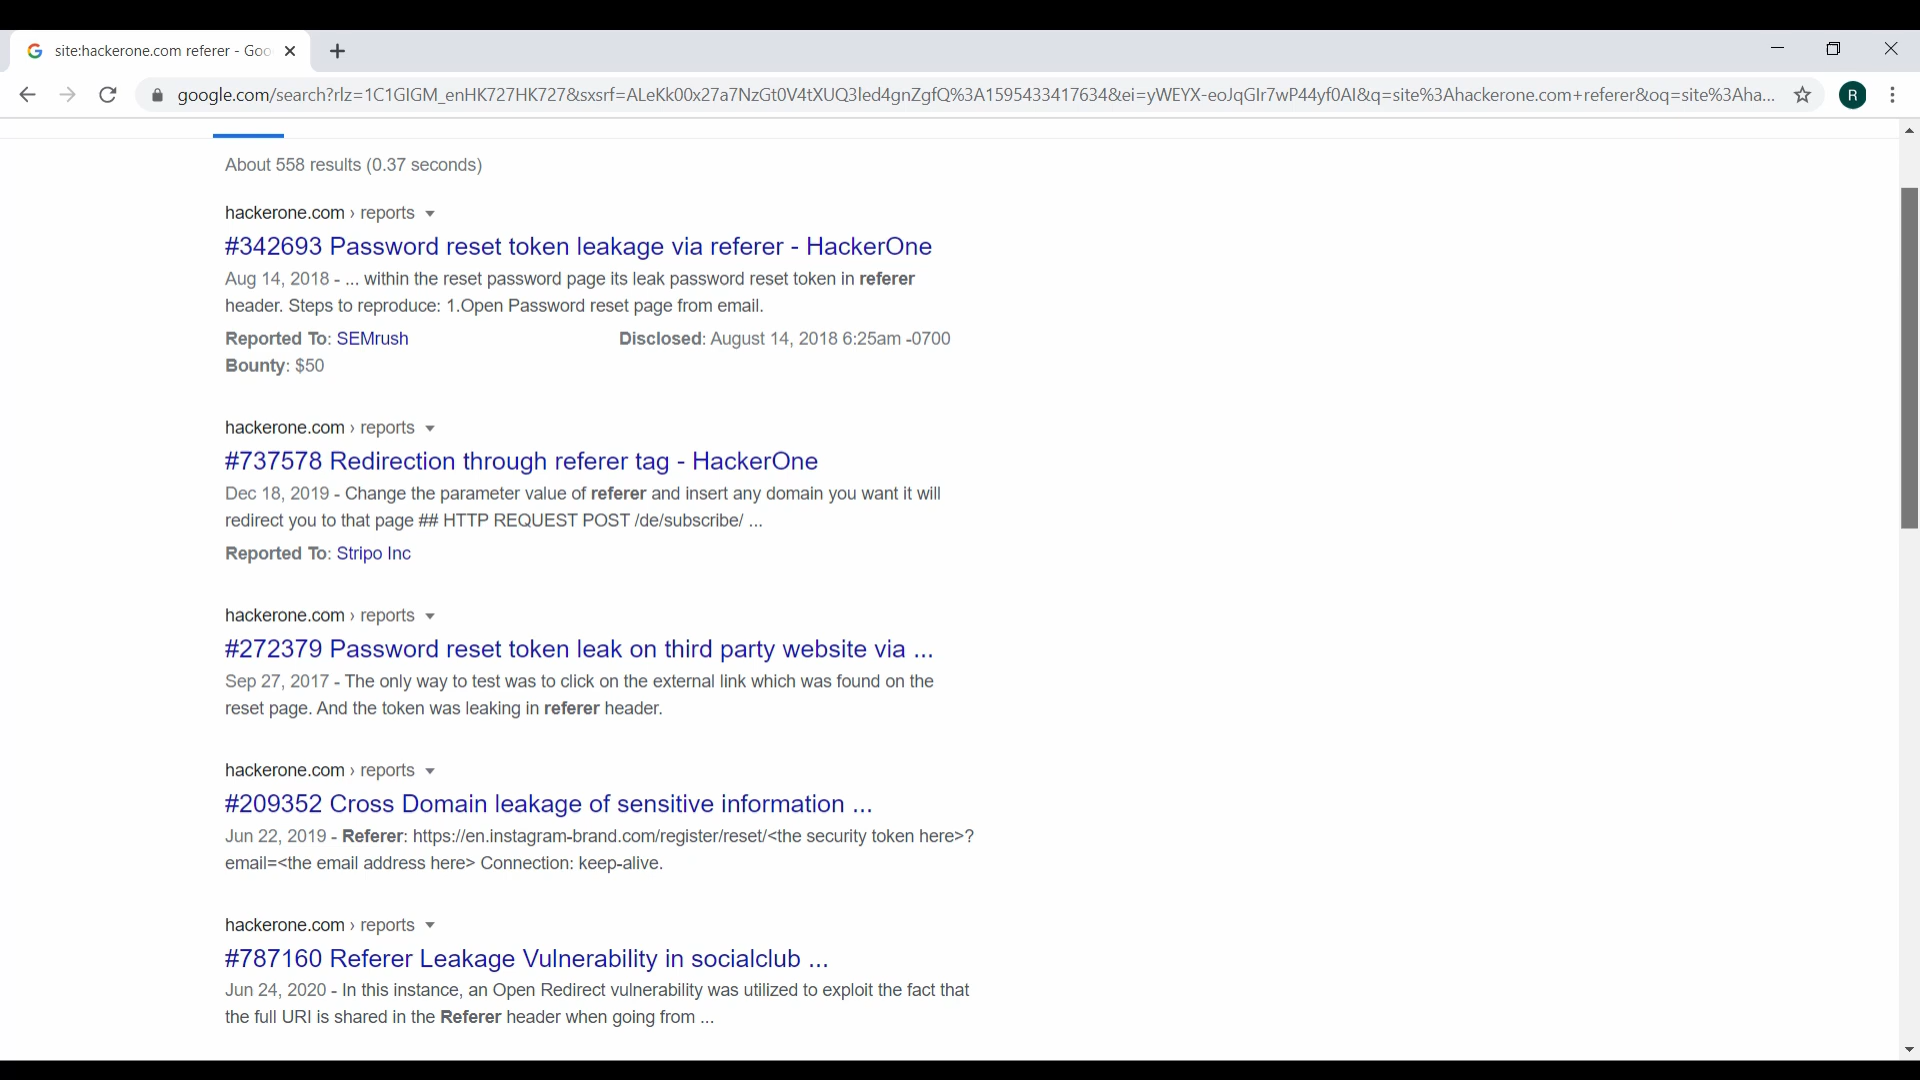 site:hackerone.com referer - Goo
google.com/search?rlz=1C1GIGM_enHK727HK727&sxsrf=ALeKk00x27a7NzGt0V4tXUQ3led4gnZgfQ%3A1595433417634&ei=yWEYX-eoJqGIr7wP44yf0AI&q=site%3Ahackerone.com+referer&oq=site%3Aha...
R
About 558 results (0.37 seconds)
hackerone.com › reports
#342693 Password reset token leakage via referer - HackerOne
Aug 14, 2018 - ... within the reset password page its leak password reset token in referer
header. Steps to reproduce: 1.Open Password reset page from email.
Reported To: SEMrush Disclosed: August 14, 2018 6:25am -0700
Bounty: $50
hackerone.com › reports
#737578 Redirection through referer tag - HackerOne
Dec 18, 2019 - Change the parameter value of referer and insert any domain you want it will
redirect you to that page ## HTTP REQUEST POST /de/subscribe/ ...
Reported To: Stripo Inc
hackerone.com › reports
#272379 Password reset token leak on third party website via ...
Sep 27, 2017 - The only way to test was to click on the external link which was found on the
reset page. And the token was leaking in referer header.
hackerone.com › reports
#209352 Cross Domain leakage of sensitive information ...
Jun 22, 2019 - Referer: https://en.instagram-brand.com/register/reset/<the security token here>?
email=<the email address here> Connection: keep-alive.
hackerone.com › reports
#787160 Referer Leakage Vulnerability in socialclub ...
Jun 24, 2020 - In this instance, an Open Redirect vulnerability was utilized to exploit the fact that
the full URI is shared in the Referer header when going from ...